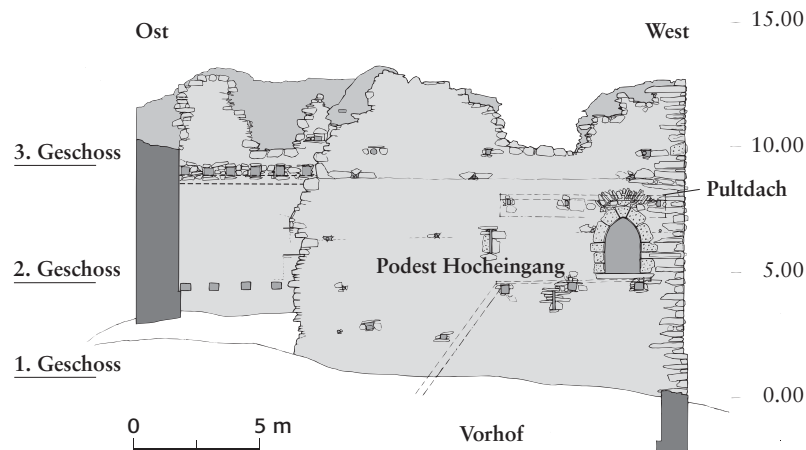 15.00
Ost
West
10.00
3. Geschoss
Pultdach
2. Geschoss
Podest Hocheingang
5.00
1. Geschoss
0.00
0
5 m
Vorhof